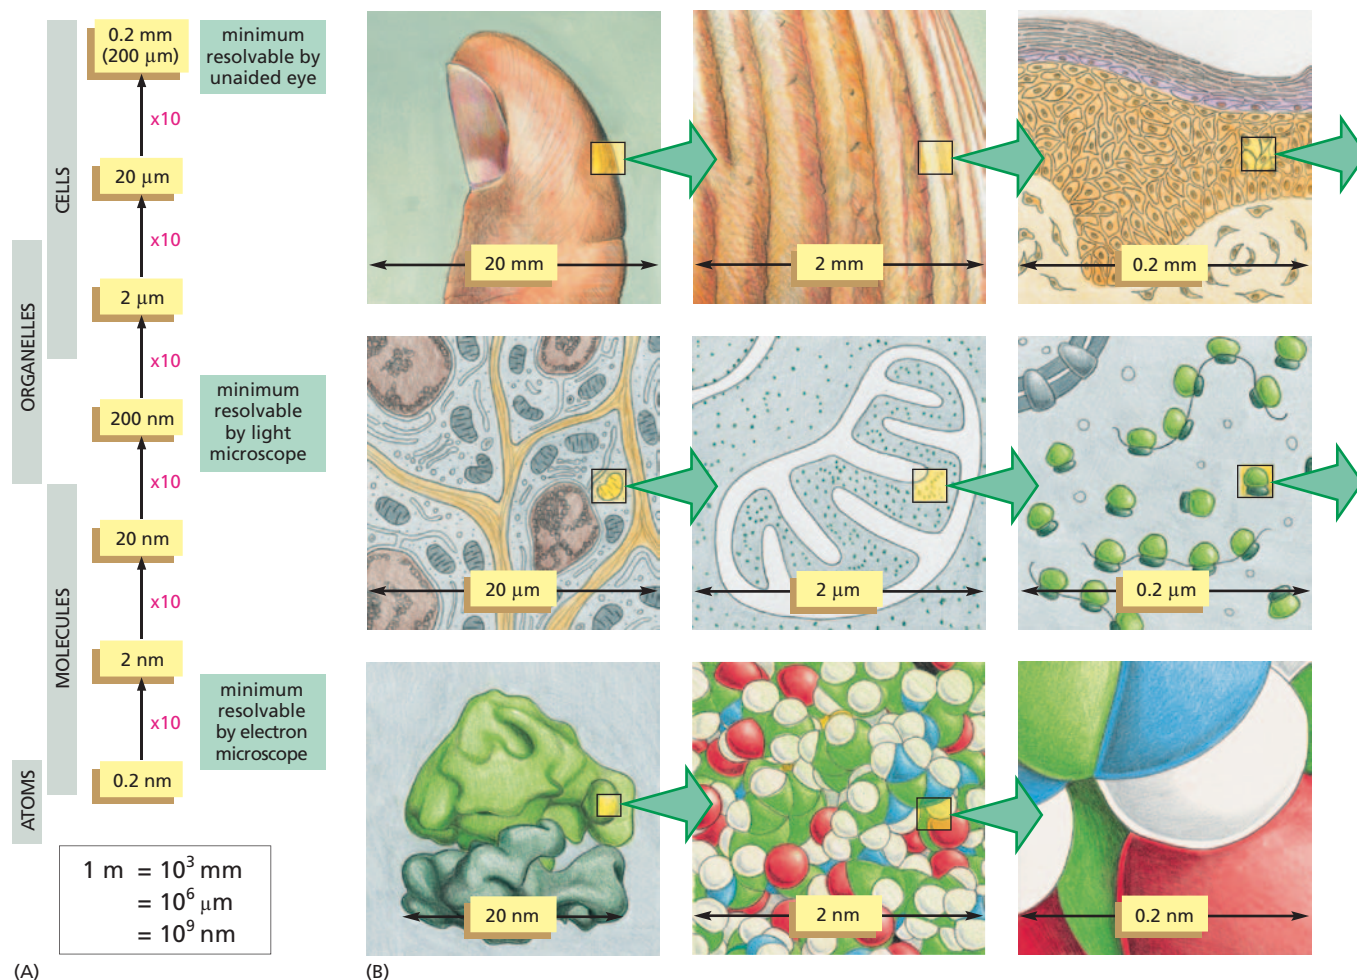 CELLS
ORGANELLES
MOLECULES
ATOMS
0.2 mm
(200 μm)
minimum
resolvable by
unaided eye
x10
20 μm
x10
2 μm
x10
200 nm
minimum
resolvable
by light
microscope
x10
20 nm
x10
2 nm
minimum
resolvable
by electron
microscope
x10
0.2 nm
1 m = 10³ mm
= 10⁶ μm
= 10⁹ nm
(A)
20 mm
2 mm
0.2 mm
20 μm
2 μm
0.2 μm
20 nm
2 nm
0.2 nm
(B)